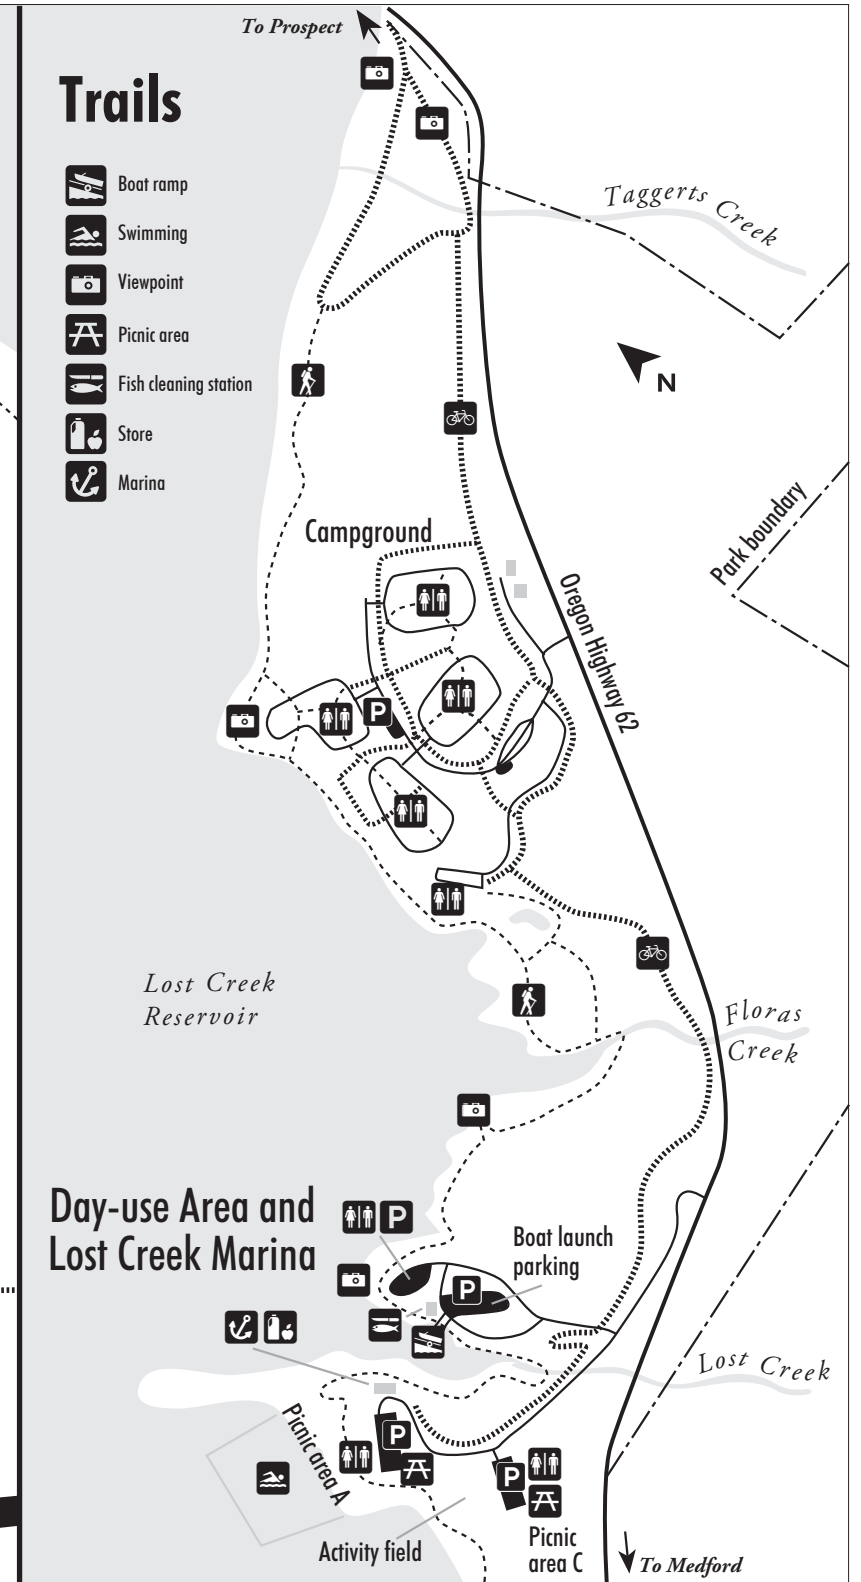 To Prospect
Trails
Boat ramp
Swimming
Viewpoint
Picnic area
Fish cleaning station
Store
Marina
Taggerts
Creek
N
Campground
Park boundary
Oregon Highway 62
P
Lost Creek
Reservoir
Floras
Creek
Day-use Area and
Lost Creek Marina
P
Boat launch
parking
P
Lost Creek
Picnic area A
P
P
Activity field
Picnic
area C
To Medford